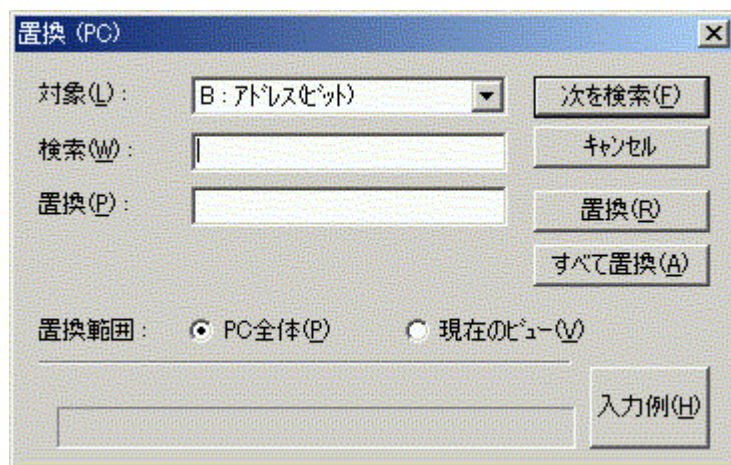 置換 (PC)
対象(L):
B:アドレス(ビット)
次を検索(F)
検索(W):
キャンセル
置換(P):
置換(R)
すべて置換(A)
置換範囲:
PC全体(P)
現在のビュー(V)
入力例(H)